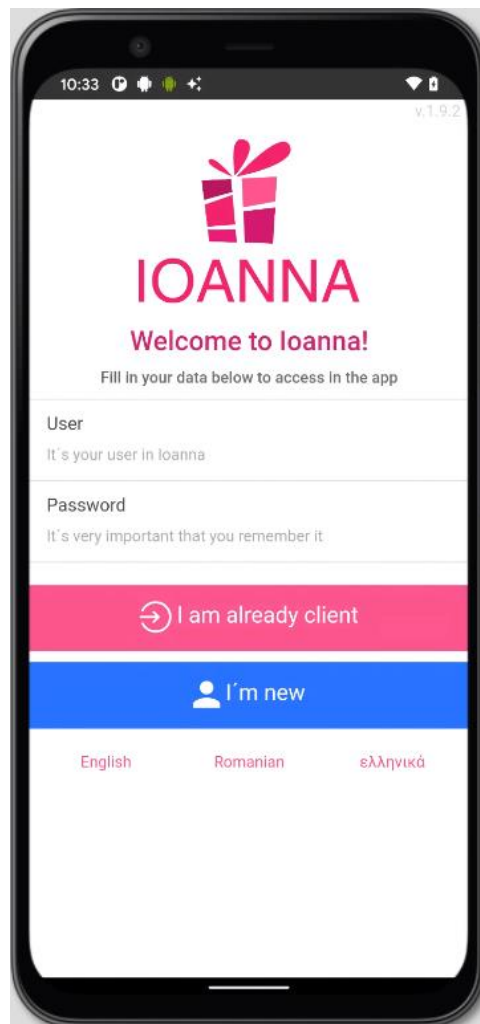 10:33
v.1.9.2
IOANNA
Welcome to Ioanna!
Fill in your data below to access in the app
User
It´s your user in Ioanna
Password
It´s very important that you remember it
I am already client
I´m new
English Romanian ελληνικά